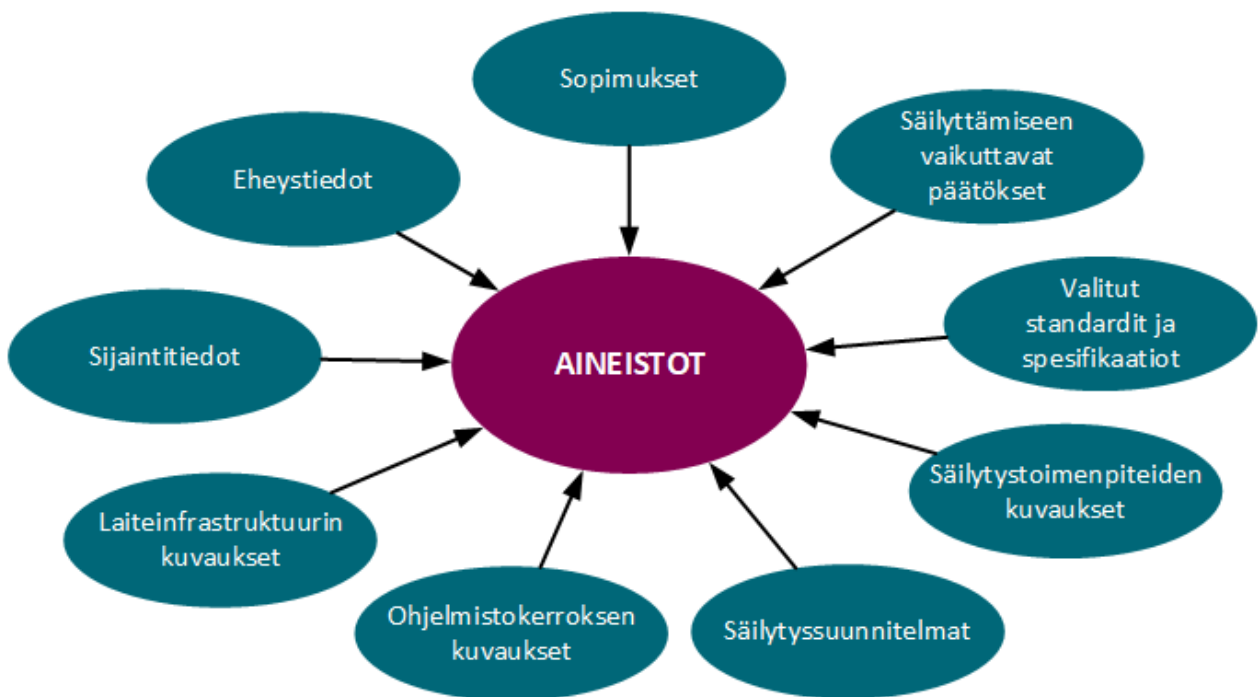 Sopimukset
Säilyttämiseen
vaikuttavat
päätökset
Eheystiedot
Valitut
standardit ja
spesifikaatiot
Sijaintitiedot
AINEISTOT
Säilytystoimenpiteiden
kuvaukset
Laiteinfrastruktuurin
kuvaukset
Ohjelmistokerroksen
kuvaukset
Säilytyssuunnitelmat